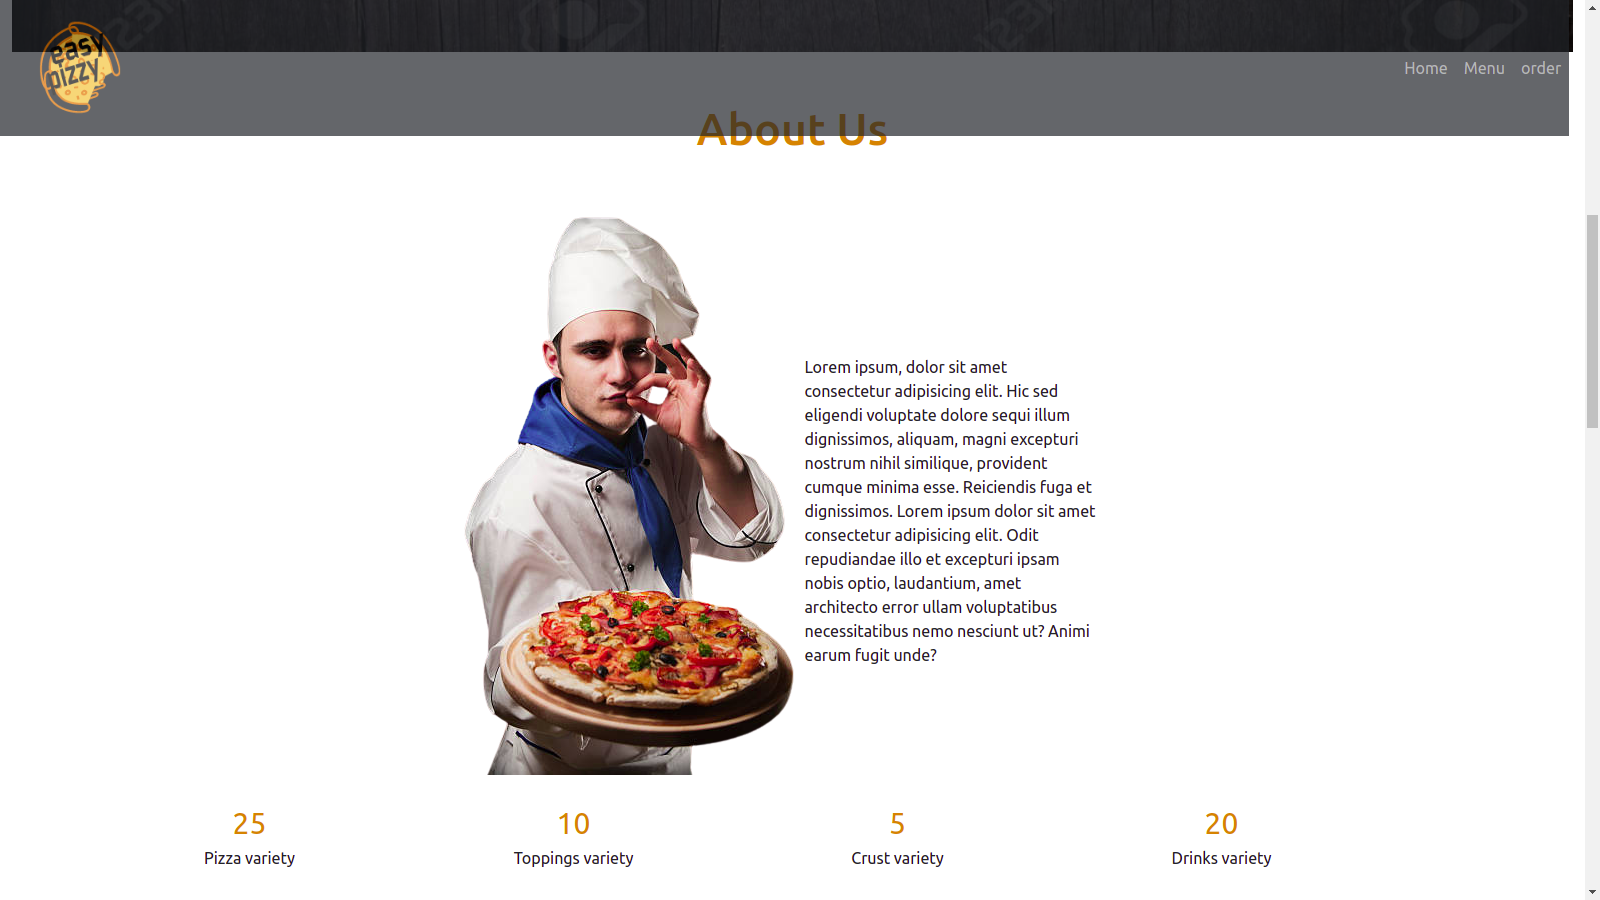 easy
pizzy
Home Menu order
About Us
Lorem ipsum, dolor sit amet
consectetur adipisicing elit. Hic sed
eligendi voluptate dolore sequi illum
dignissimos, aliquam, magni excepturi
nostrum nihil similique, provident
cumque minima esse. Reiciendis fuga et
dignissimos. Lorem ipsum dolor sit amet
consectetur adipisicing elit. Odit
repudiandae illo et excepturi ipsam
nobis optio, laudantium, amet
architecto error ullam voluptatibus
necessitatibus nemo nesciunt ut? Animi
earum fugit unde?
25 10 5 20
Pizza variety Toppings variety Crust variety Drinks variety